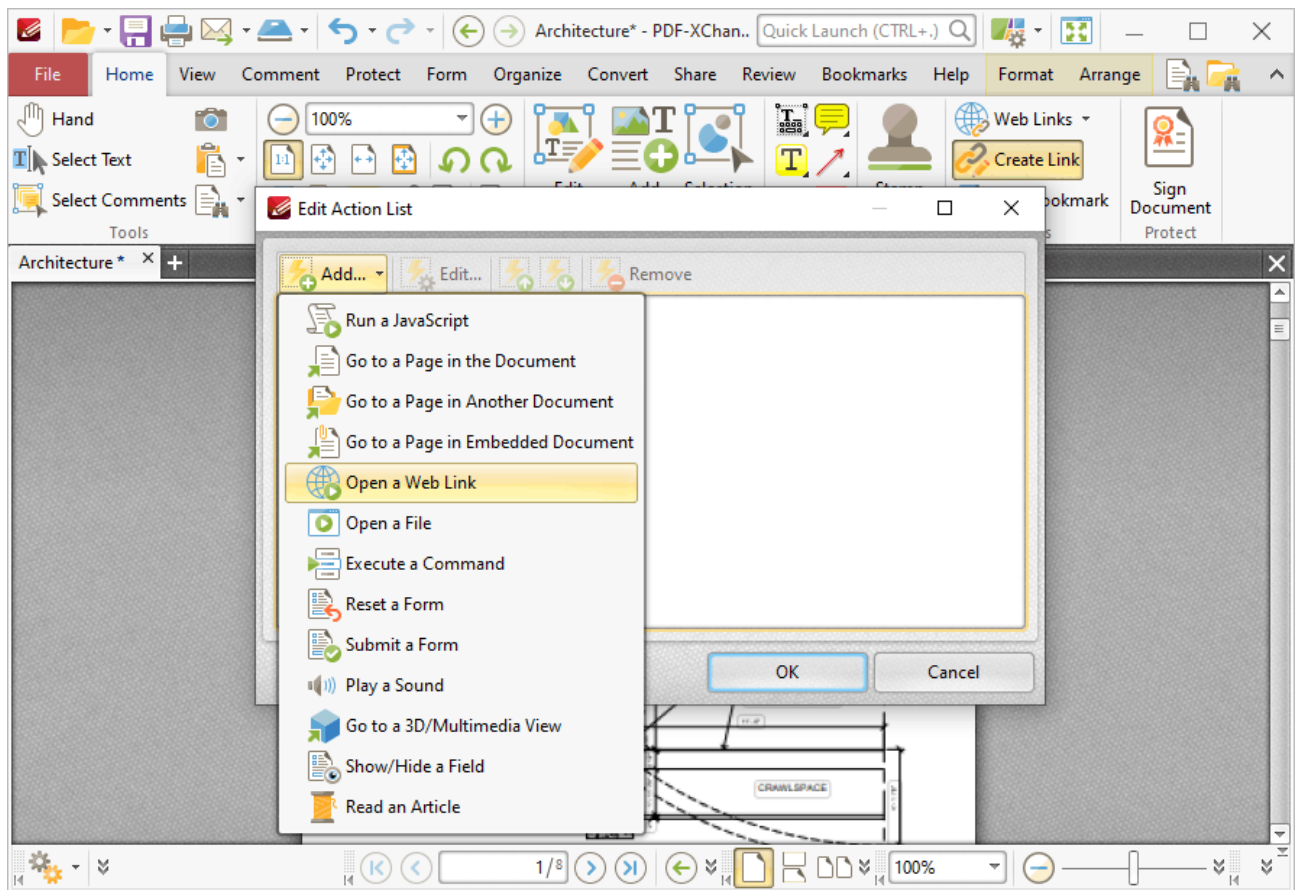 Architecture* - PDF-XChan.. Quick Launch (CTRL+.)
File Home View Comment Protect Form Organize Convert Share Review Bookmarks Help Format Arrange
Hand 100% Web Links
Select Text 1:1 Create Link
Select Comments Sign
Document
Tools Protect
Edit Action List
Architecture *
Add... Edit... Remove
Run a JavaScript
Go to a Page in the Document
Go to a Page in Another Document
Go to a Page in Embedded Document
Open a Web Link
Open a File
Execute a Command
Reset a Form
Submit a Form
OK Cancel
Play a Sound
Go to a 3D/Multimedia View
Show/Hide a Field
CRAWLSPACE
Read an Article
1/8 100%